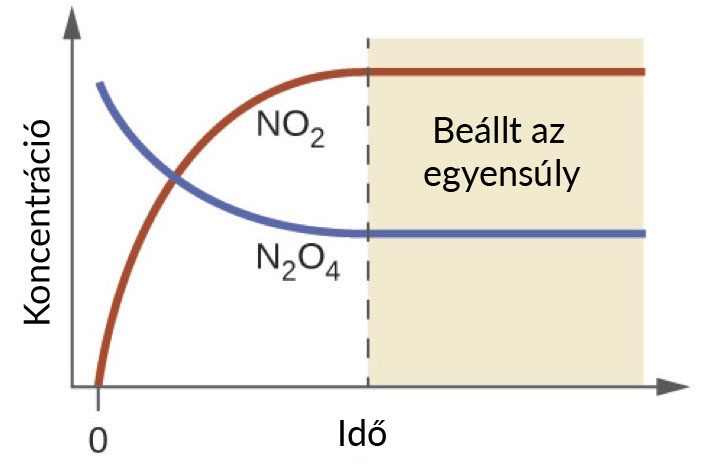 Koncentráció
NO₂
N₂O₄
Beállt az
egyensúly
0
Idő